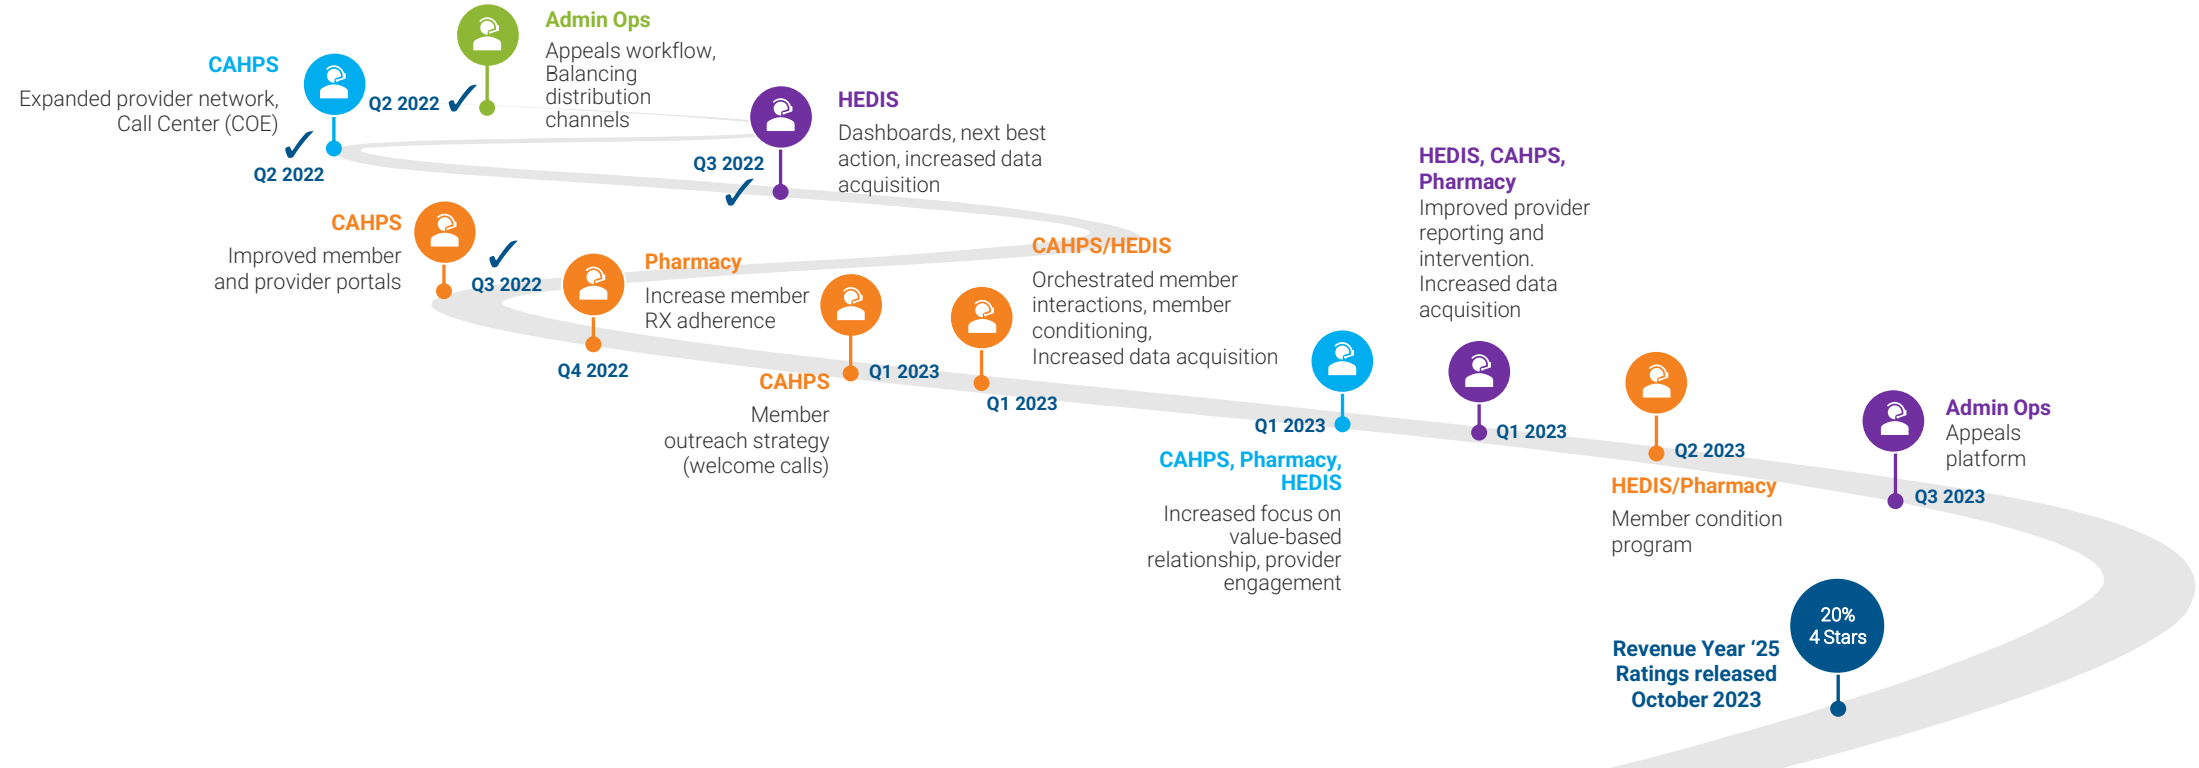 Admin Ops
Appeals workflow,
Balancing
distribution
channels
Q2 2022
CAHPS
Expanded provider network,
Call Center (COE)
Q2 2022
HEDIS
Dashboards, next best
action, increased data
acquisition
Q3 2022
CAHPS
Improved member
and provider portals
Q3 2022
Pharmacy
Increase member
RX adherence
Q4 2022
CAHPS
Member
outreach strategy
(welcome calls)
Q1 2023
CAHPS/HEDIS
Orchestrated member
interactions, member
conditioning,
Increased data acquisition
Q1 2023
Q1 2023
CAHPS, Pharmacy,
HEDIS
Increased focus on
value-based
relationship, provider
engagement
HEDIS, CAHPS,
Pharmacy
Improved provider
reporting and
intervention.
Increased data
acquisition
Q1 2023
Q2 2023
HEDIS/Pharmacy
Member condition
program
Admin Ops
Appeals
platform
Q3 2023
20%
4 Stars
Revenue Year ‘25
Ratings released
October 2023